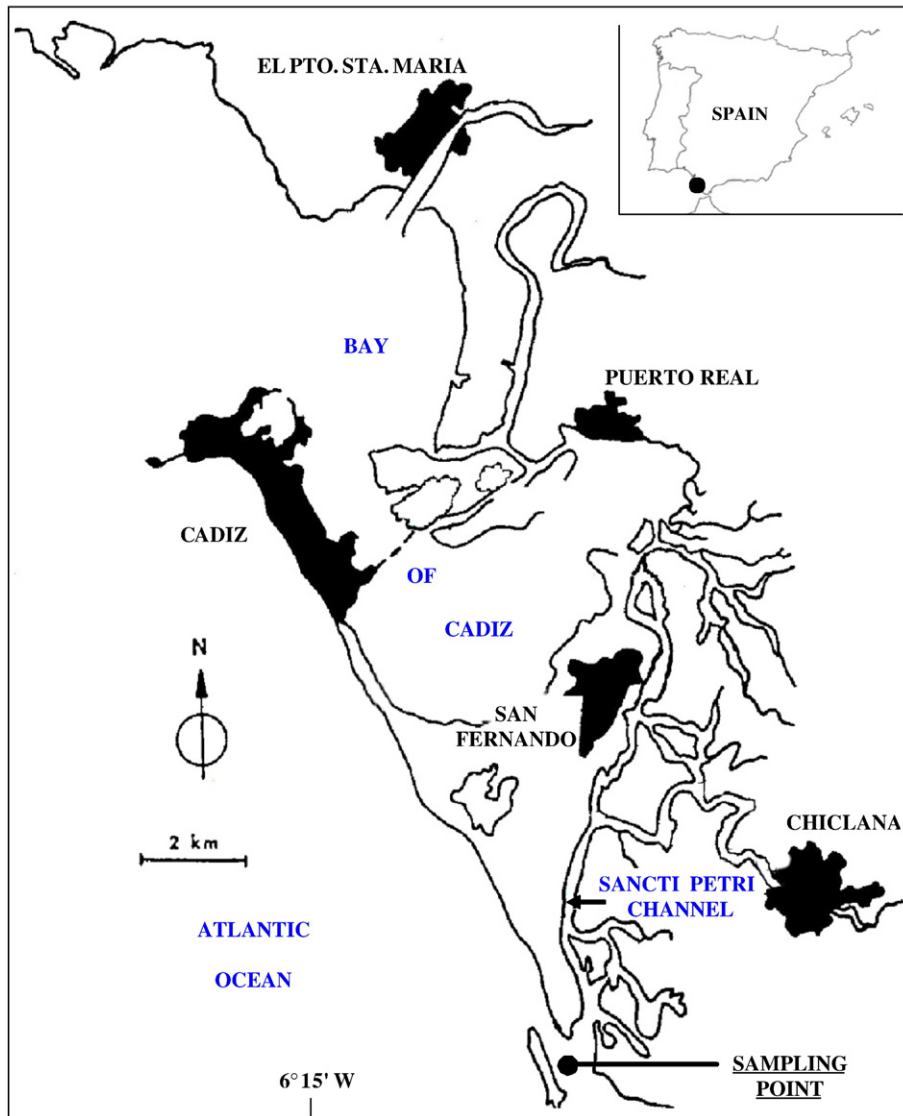 EL PTO. STA. MARIA
SPAIN
BAY
PUERTO REAL
CADIZ
OF
CADIZ
N
SAN
FERNANDO
2 km
CHICLANA
SANCTI PETRI
CHANNEL
ATLANTIC
OCEAN
6°15' W
SAMPLING
POINT